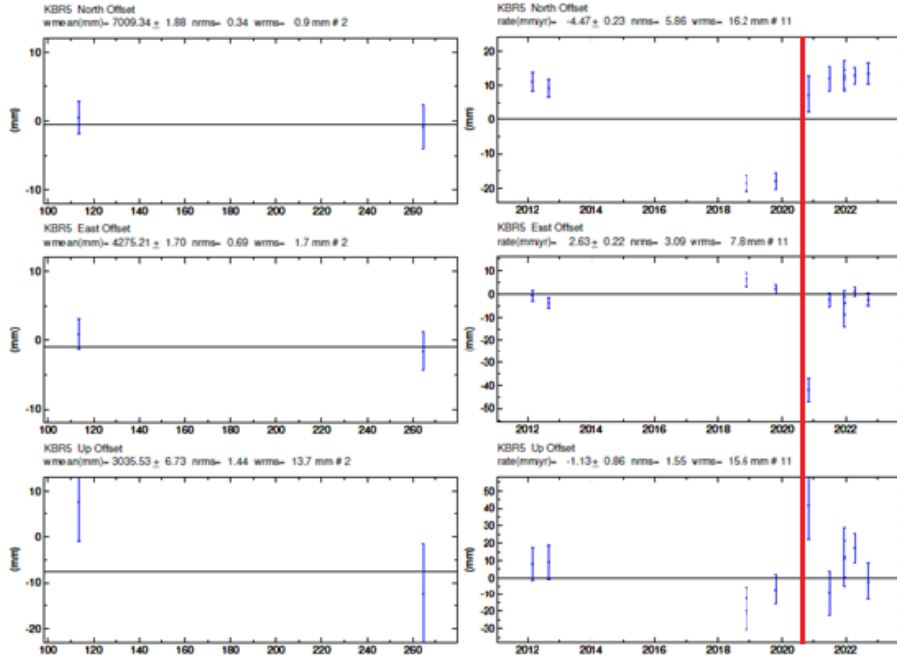 KBR5 North Offset
wmean(mm)= 7009.34 ± 1.88 nrms= 0.34 wrms= 0.9 mm # 2
10
0
-10
(mm)
100 120 140 160 180 200 220 240 260
KBR5 East Offset
wmean(mm)= 4275.21 ± 1.70 nrms= 0.69 wrms= 1.7 mm # 2
10
0
-10
(mm)
100 120 140 160 180 200 220 240 260
KBR5 Up Offset
wmean(mm)= 3035.53 ± 6.73 nrms= 1.44 wrms= 13.7 mm # 2
10
0
-10
-20
(mm)
100 120 140 160 180 200 220 240 260
KBR5 North Offset
rate(mm/yr)= -4.47 ± 0.23 nrms= 5.86 wrms= 16.2 mm # 11
20
10
0
-10
-20
(mm)
2012 2014 2016 2018 2020 2022
KBR5 East Offset
rate(mm/yr)= 2.63 ± 0.22 nrms= 3.09 wrms= 7.8 mm # 11
10
0
-10
-20
-30
-40
-50
(mm)
2012 2014 2016 2018 2020 2022
KBR5 Up Offset
rate(mm/yr)= -1.13 ± 0.86 nrms= 1.55 wrms= 15.6 mm # 11
50
40
30
20
10
0
-10
-20
-30
(mm)
2012 2014 2016 2018 2020 2022